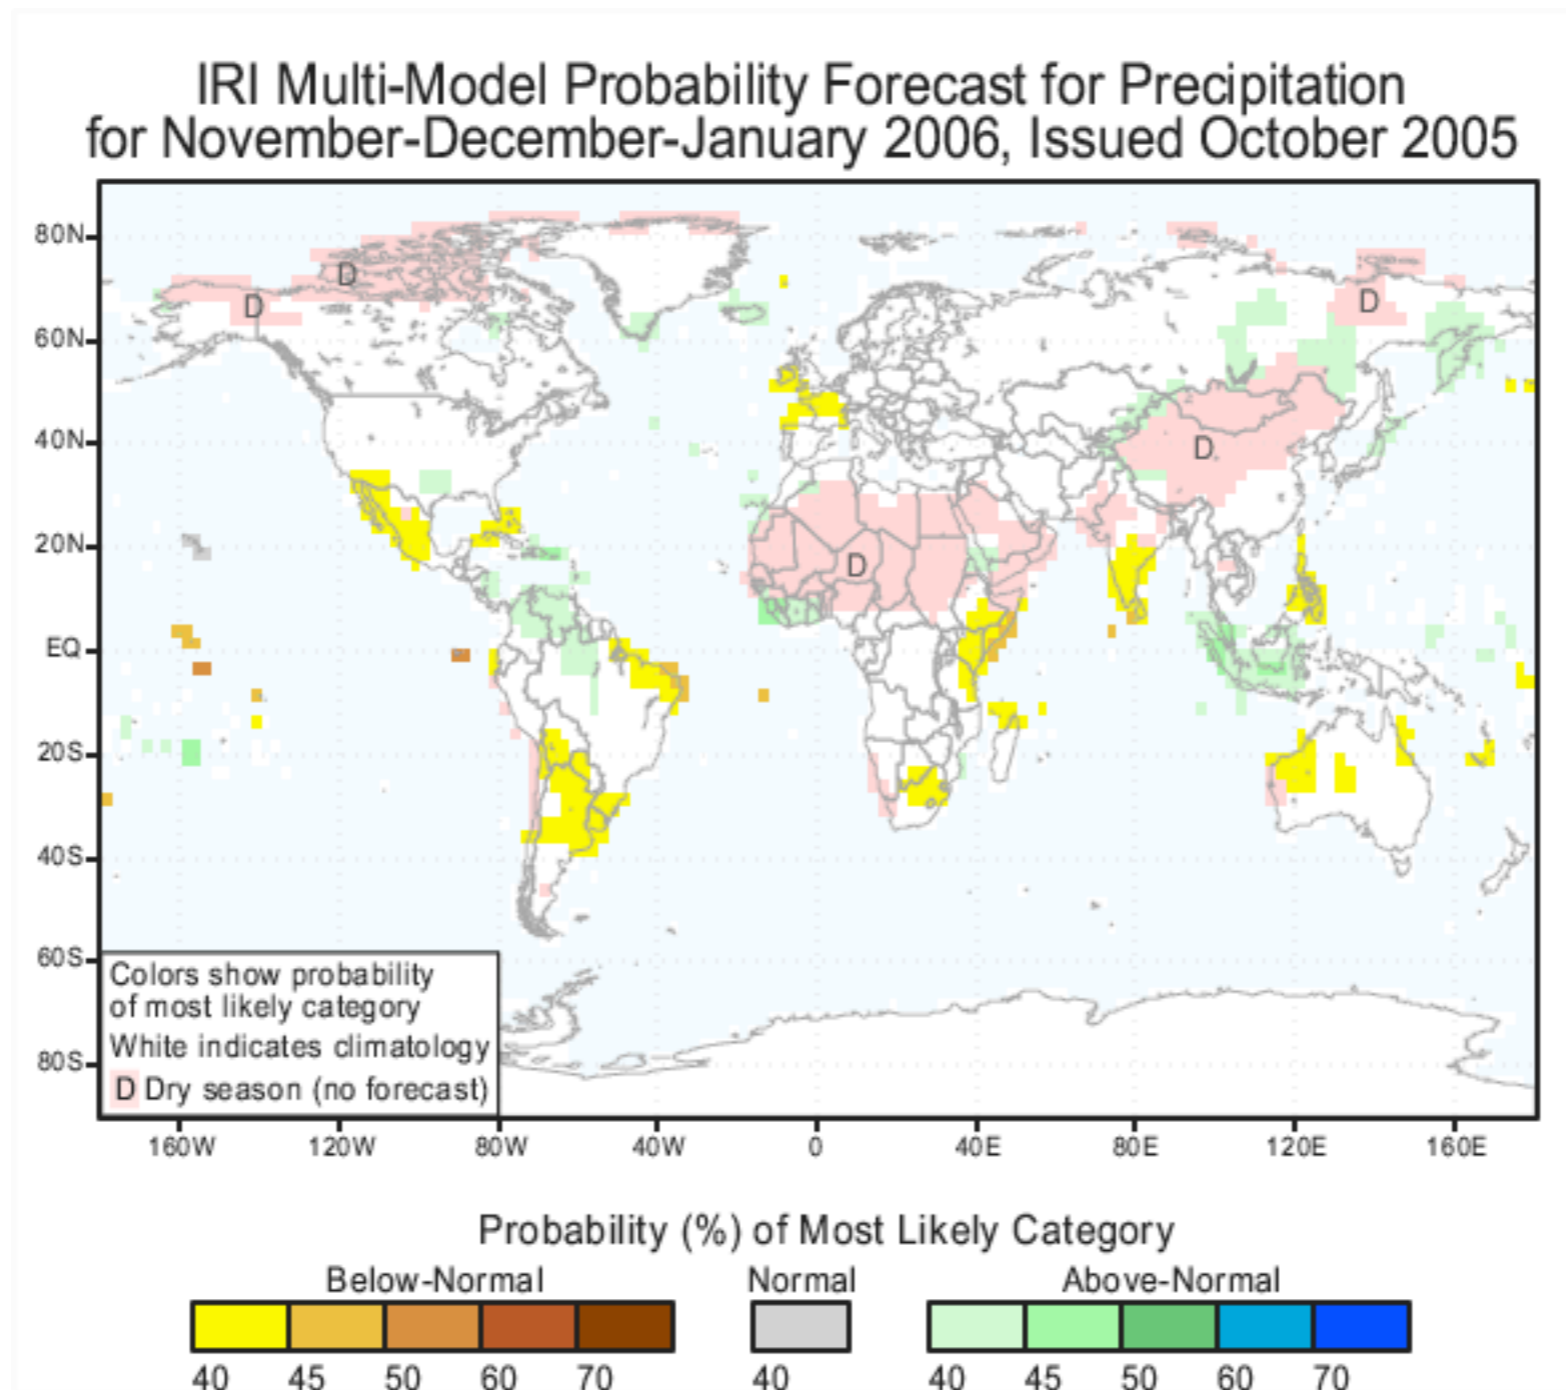 IRI Multi-Model Probability Forecast for Precipitation
for November-December-January 2006, Issued October 2005
80N
60N
40N
20N
EQ
20S
40S
60S
80S
D
D
D
D
D
Colors show probability
of most likely category
White indicates climatology
D Dry season (no forecast)
160W 120W 80W 40W 0 40E 80E 120E 160E
Probability (%) of Most Likely Category
Below-Normal Normal Above-Normal
40 45 50 60 70 40 40 45 50 60 70